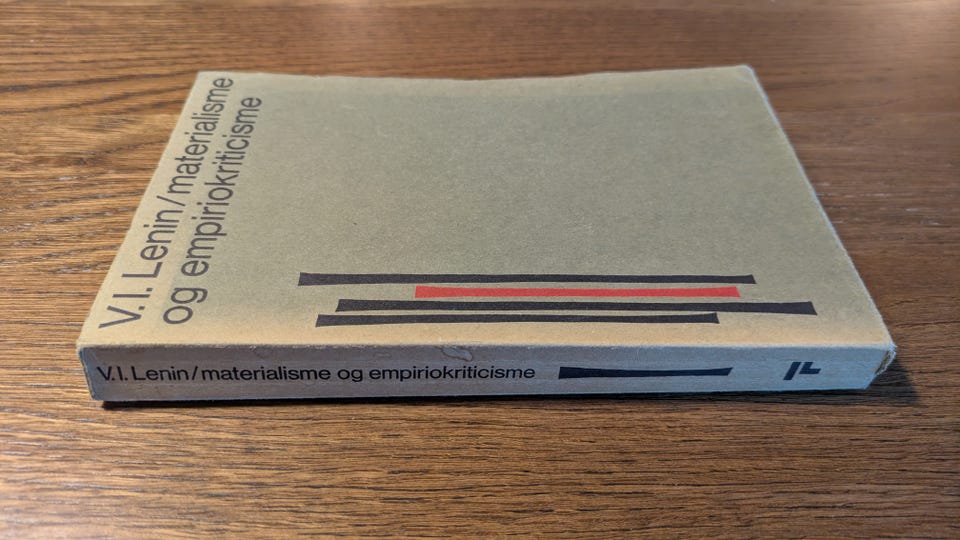 V.I. Lenin/materialisme
og empiriokriticisme
V.I. Lenin/materialisme og empiriokriticisme